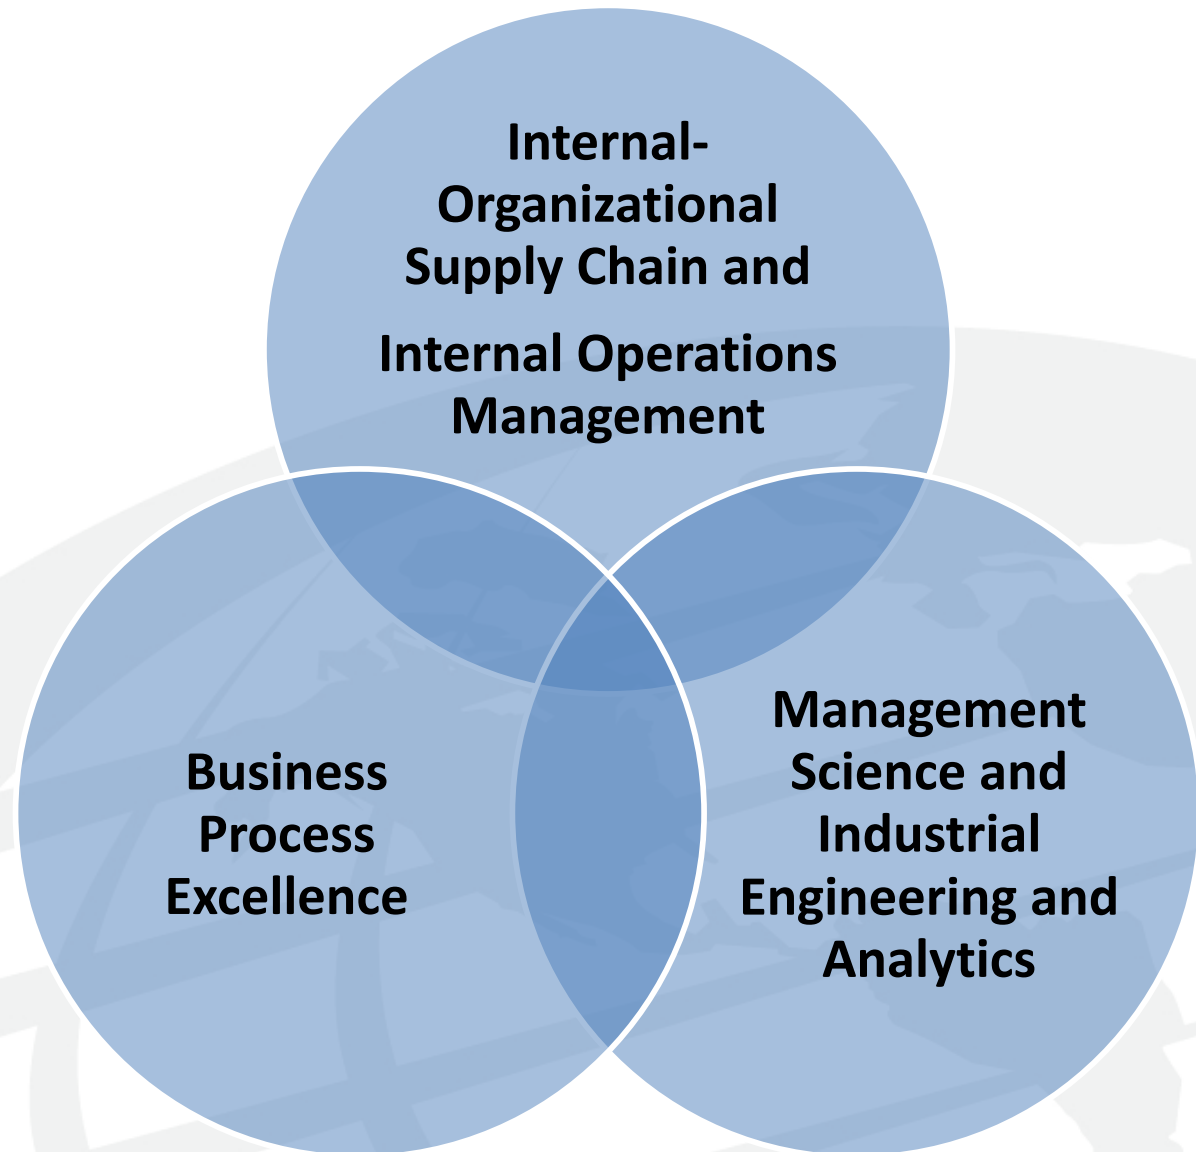 Internal-
Organizational
Supply Chain and
Internal Operations
Management
Business
Process
Excellence
Management
Science and
Industrial
Engineering and
Analytics